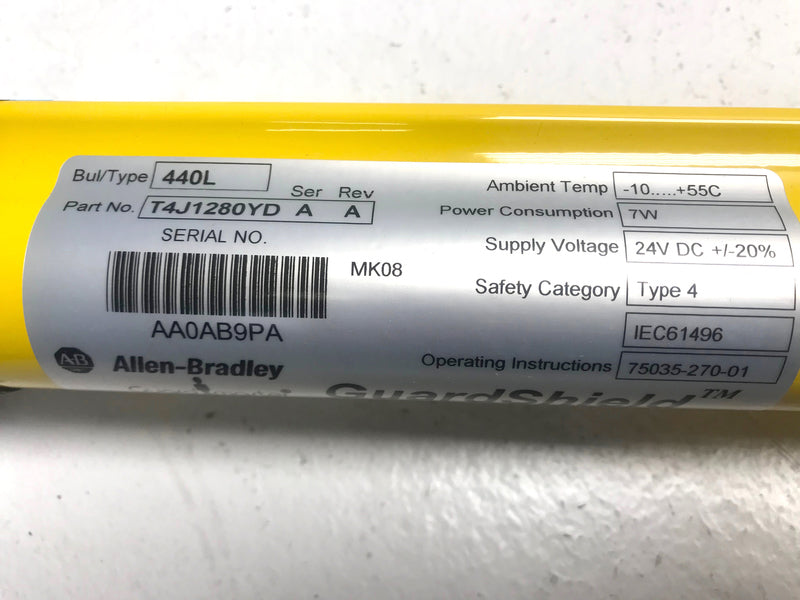 Bul/Type 440L
Ser Rev
Part No. T4J1280YD A A
SERIAL NO.
MK08
AA0AB9PA
A-B Allen-Bradley
GuardShield™
Ambient Temp -10.....+55C
Power Consumption 7W
Supply Voltage 24V DC +/-20%
Safety Category Type 4
IEC61496
Operating Instructions 75035-270-01